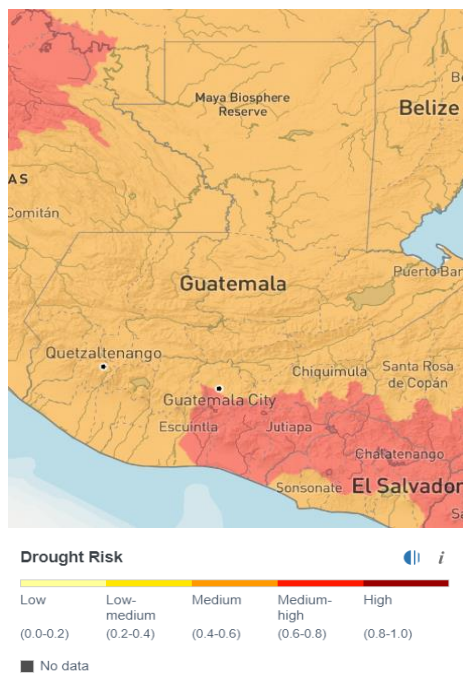 Maya Biosphere
Reserve
Be
Belize
AS
Comitán
Puerto Bar
Guatemala
Quetzaltenango
Chiquimula
Santa Rosa
de Copán
Guatemala City
Escuintla
Jutiapa
Chalatenango
Sonsonate
El Salvador
Sa
Drought Risk
i
Low
Low-
medium
Medium
Medium-
high
High
(0.0-0.2)
(0.2-0.4)
(0.4-0.6)
(0.6-0.8)
(0.8-1.0)
No data